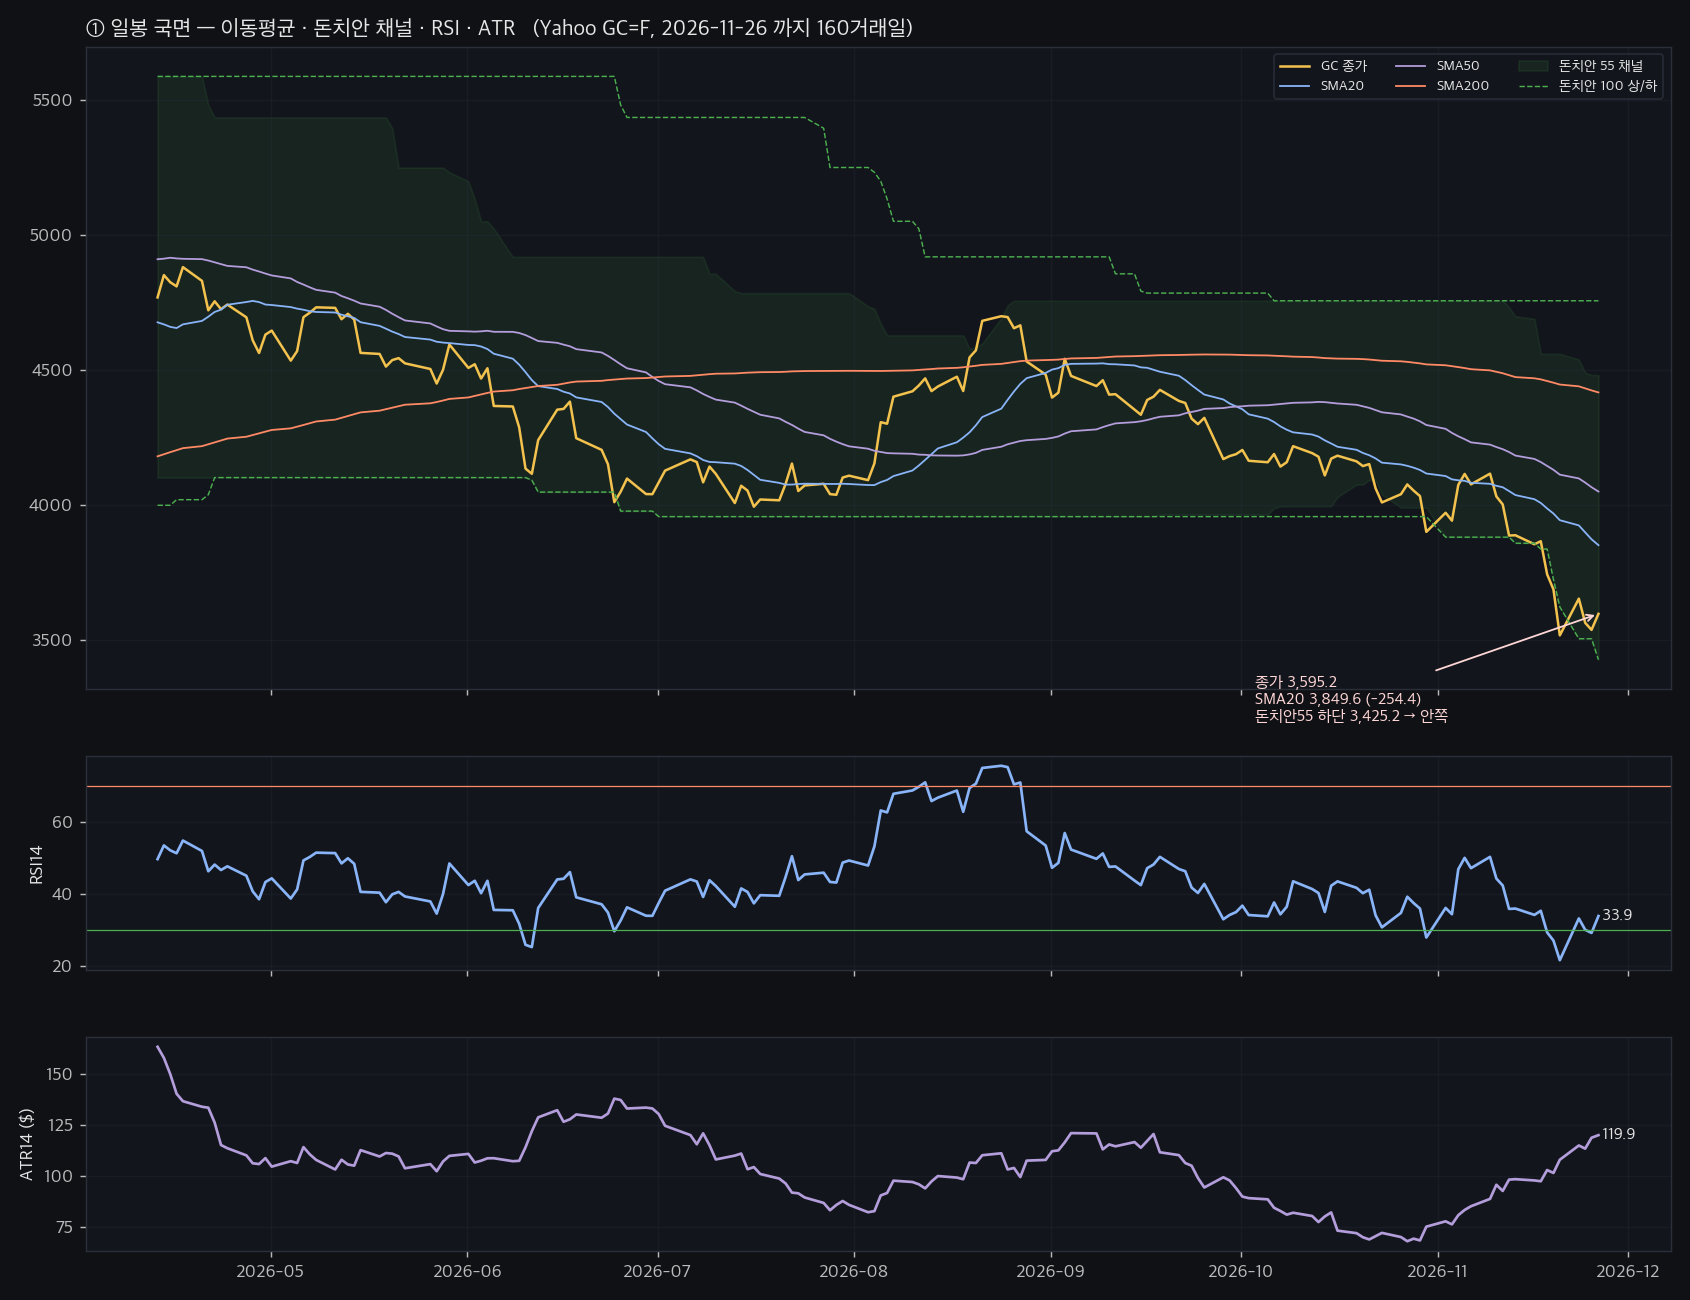 ① 일봉 국면 — 이동평균 · 돈치안 채널 · RSI · ATR (Yahoo GC=F, 2026-11-26 까지 160거래일)
GC 종가
SMA20
SMA50
SMA200
돈치안 55 채널
돈치안 100 상/하
5500
5000
4500
4000
3500
종가 3,595.2
SMA20 3,849.6 (-254.4)
돈치안55 하단 3,425.2 → 안쪽
RSI14
60
40
20
33.9
ATR14 ($)
150
125
100
75
119.9
2026-05
2026-06
2026-07
2026-08
2026-09
2026-10
2026-11
2026-12